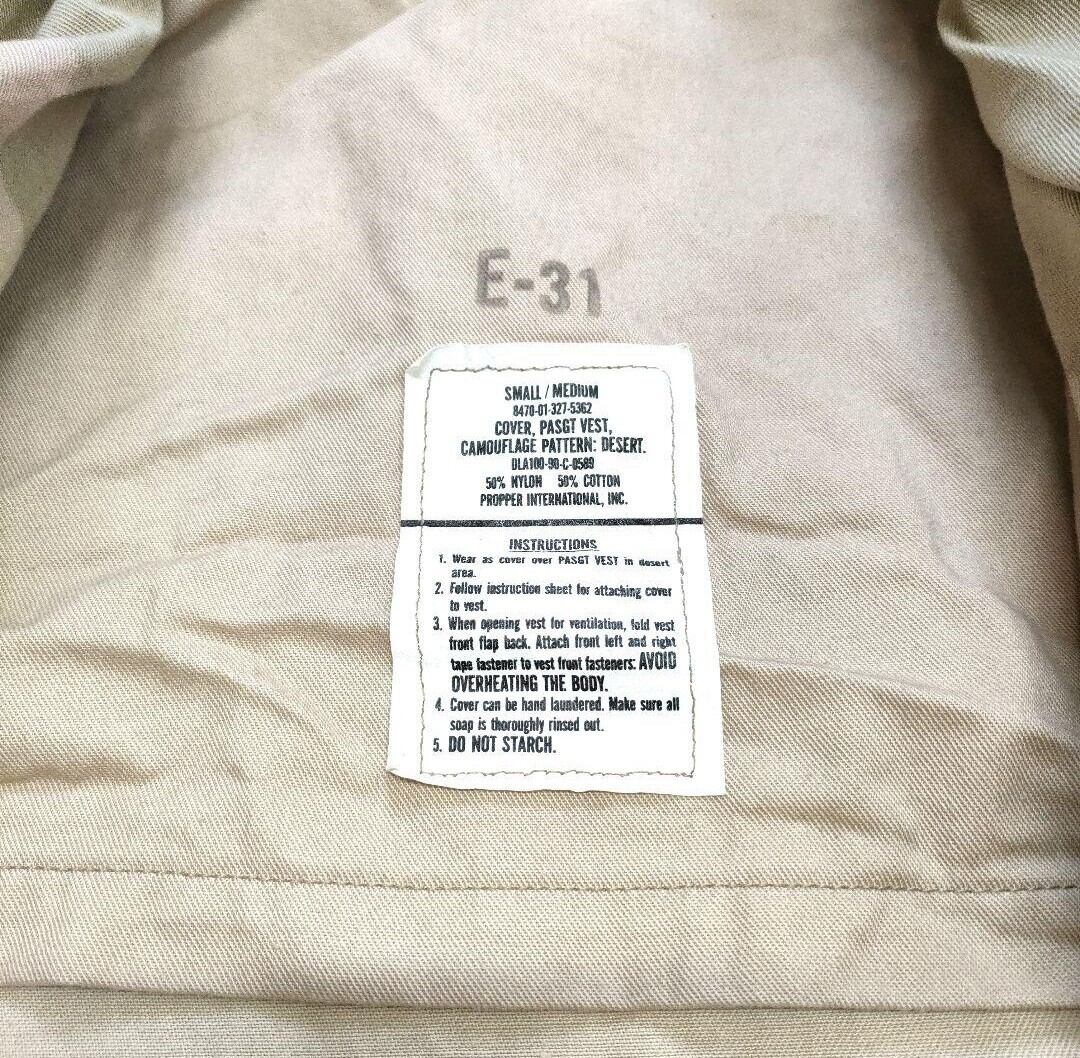 E-31
SMALL / MEDIUM
8470-01-327-5362
COVER, PASGT VEST,
CAMOUFLAGE PATTERN: DESERT.
DLA100-90-C-0589
50% NYLON 50% COTTON
PROPPER INTERNATIONAL, INC.
INSTRUCTIONS
1. Wear as cover over PASGT VEST in desert
area.
2. Follow instruction sheet for attaching cover
to vest.
3. When opening vest for ventilation, fold vest
front flap back. Attach front left and right
tape fastener to vest front fasteners: AVOID
OVERHEATING THE BODY.
4. Cover can be hand laundered. Make sure all
soap is thoroughly rinsed out.
5. DO NOT STARCH.